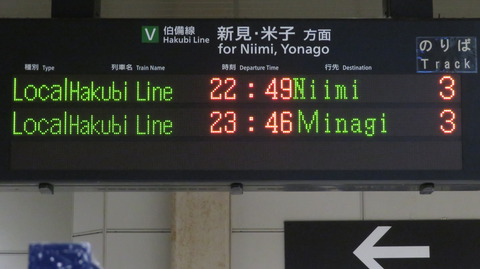 V 伯備線 Hakubi Line 新見・米子 方面 for Niimi, Yonago
のりば
Track
種別 Type 列車名 Train Name 時刻 Departure Time 行先 Destination
Local Hakubi Line 22:49 Niimi 3
Local Hakubi Line 23:46 Minagi 3